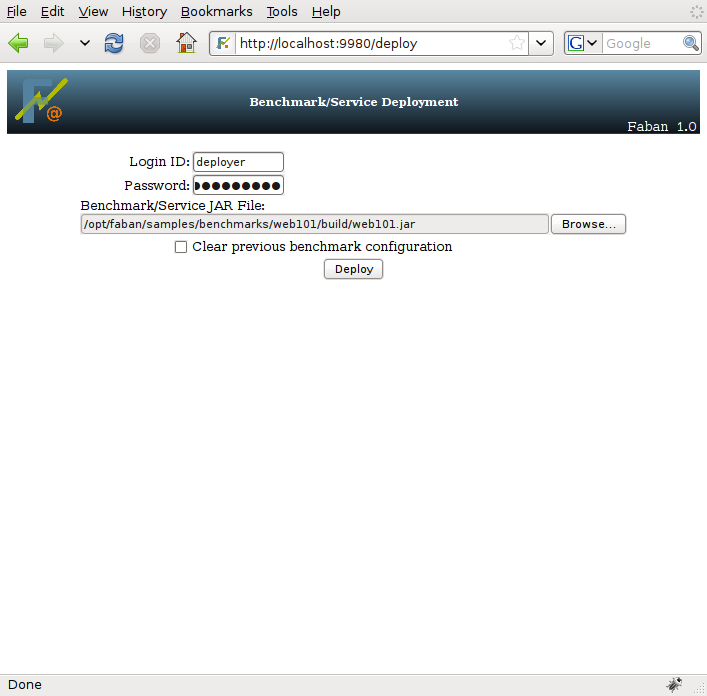 File Edit View History Bookmarks Tools Help
http://localhost:9980/deploy G Google
Benchmark/Service Deployment
Faban 1.0
Login ID: deployer
Password: ●●●●●●●●●
Benchmark/Service JAR File:
/opt/faban/samples/benchmarks/web101/build/web101.jar Browse...
Clear previous benchmark configuration
Deploy
Done